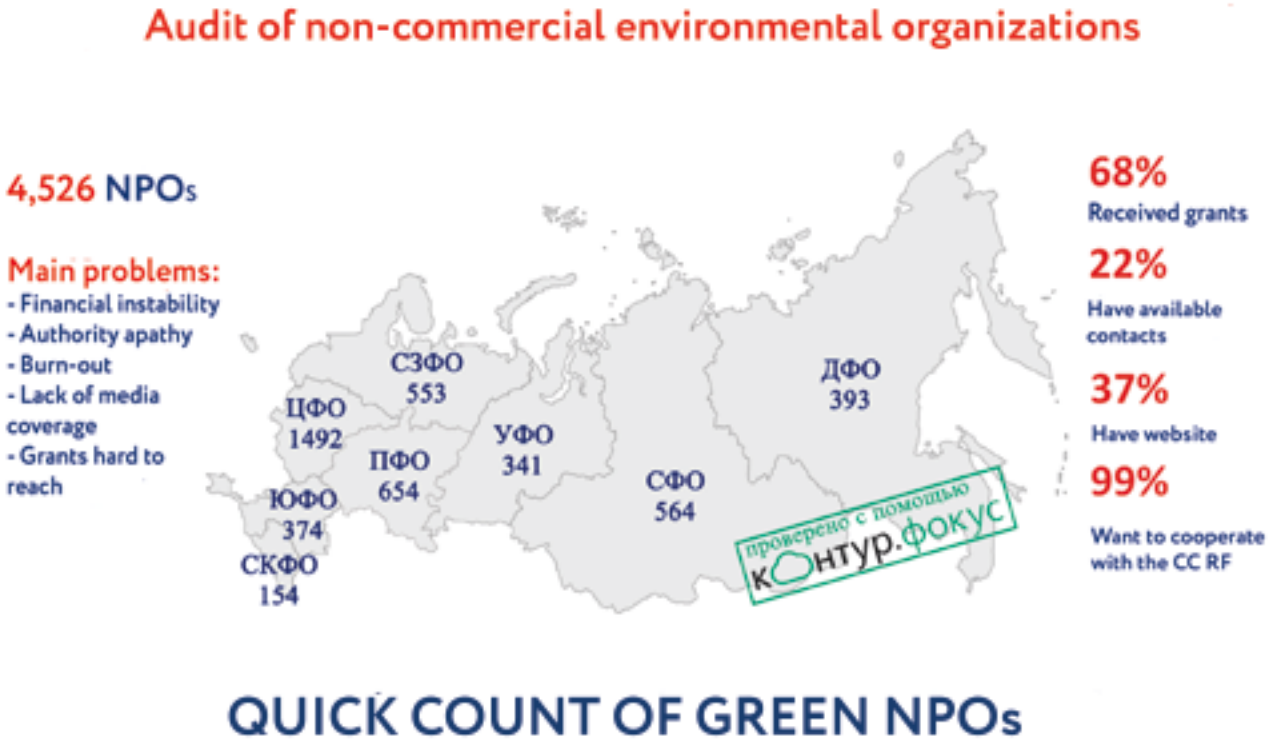 Audit of non-commercial environmental organizations
4,526 NPOs
Main problems:
- Financial instability
- Authority apathy
- Burn-out
- Lack of media
coverage
- Grants hard to
reach
СЗФО
553
ЦФО
1492
ПФО
654
УФО
341
ЮФО
374
СКФО
154
СФО
564
ДФО
393
проверено с помощью
контур.фокус
68%
Received grants
22%
Have available
contacts
37%
Have website
99%
Want to cooperate
with the CC RF
QUICK COUNT OF GREEN NPOs